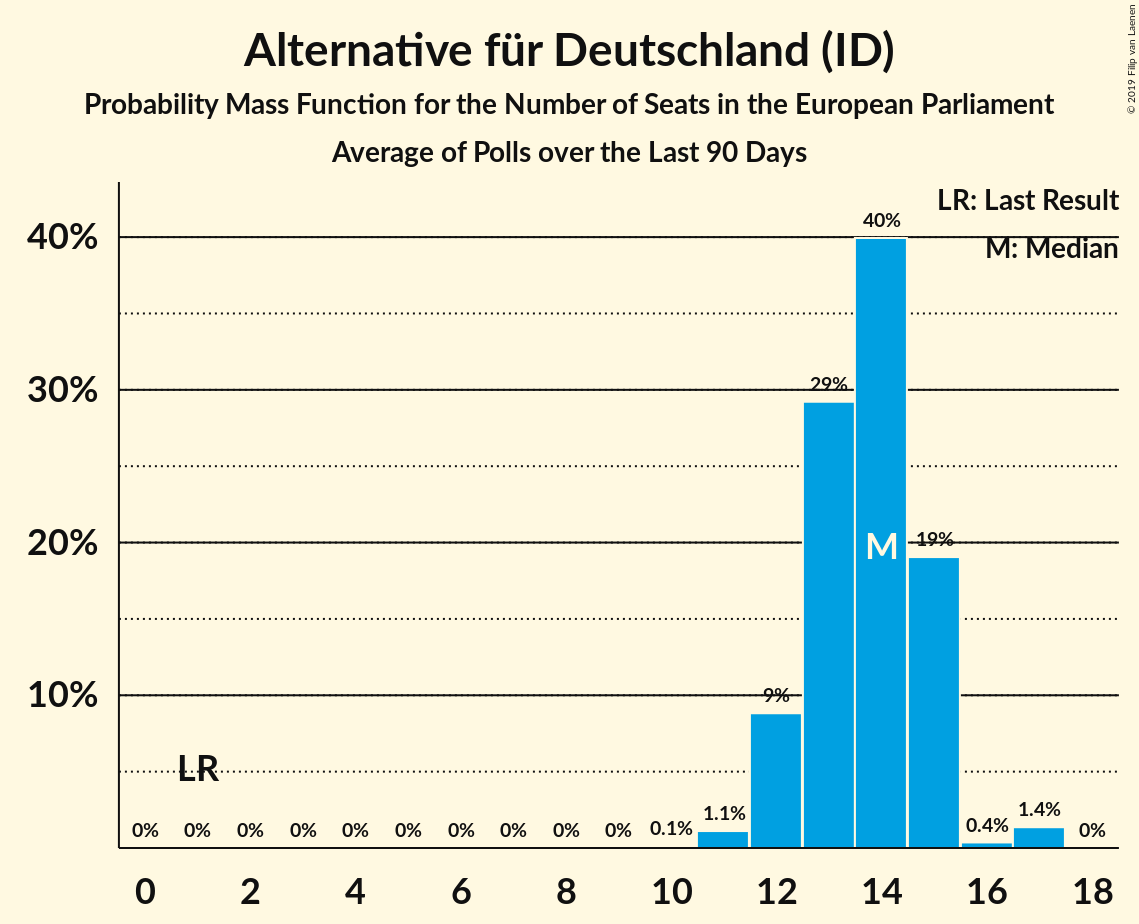 Alternative für Deutschland (ID)
Probability Mass Function for the Number of Seats in the European Parliament
Average of Polls over the Last 90 Days
© 2019 Filip van Laenen
LR: Last Result
M: Median
40%
30%
20%
10%
0% 0% 0% 0% 0% 0% 0% 0% 0% 0% 0.1% 1.1% 9% 29% 40% 19% 0.4% 1.4% 0%
LR
M
0 2 4 6 8 10 12 14 16 18